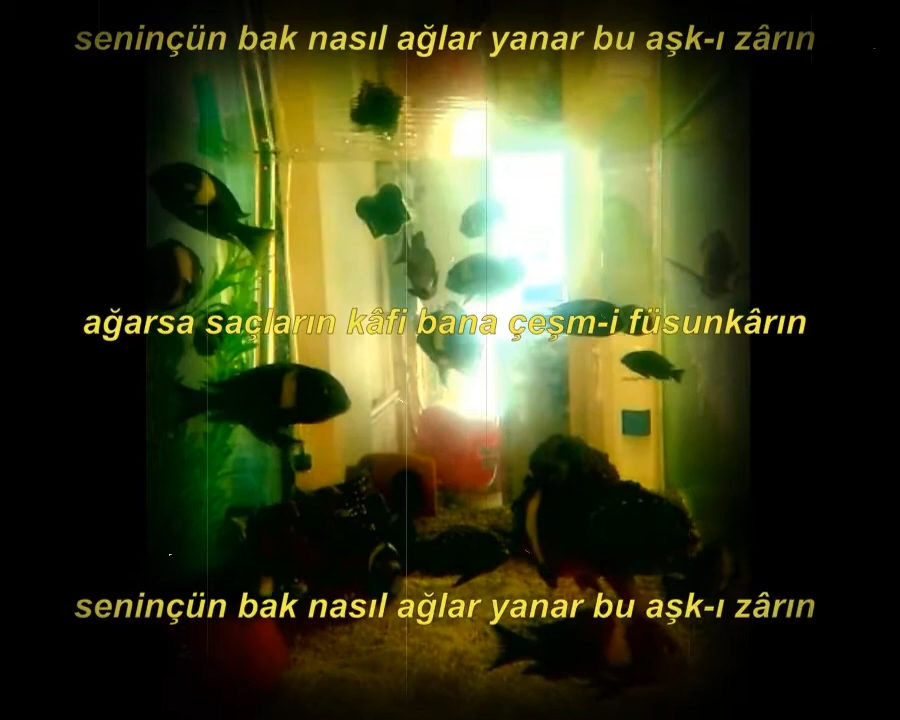 seninçün bak nasıl ağlar yanar bu aşk-ı zârın
ağarsa saçların kâfi bana çeşm-i füsunkârın
seninçün bak nasıl ağlar yanar bu aşk-ı zârın